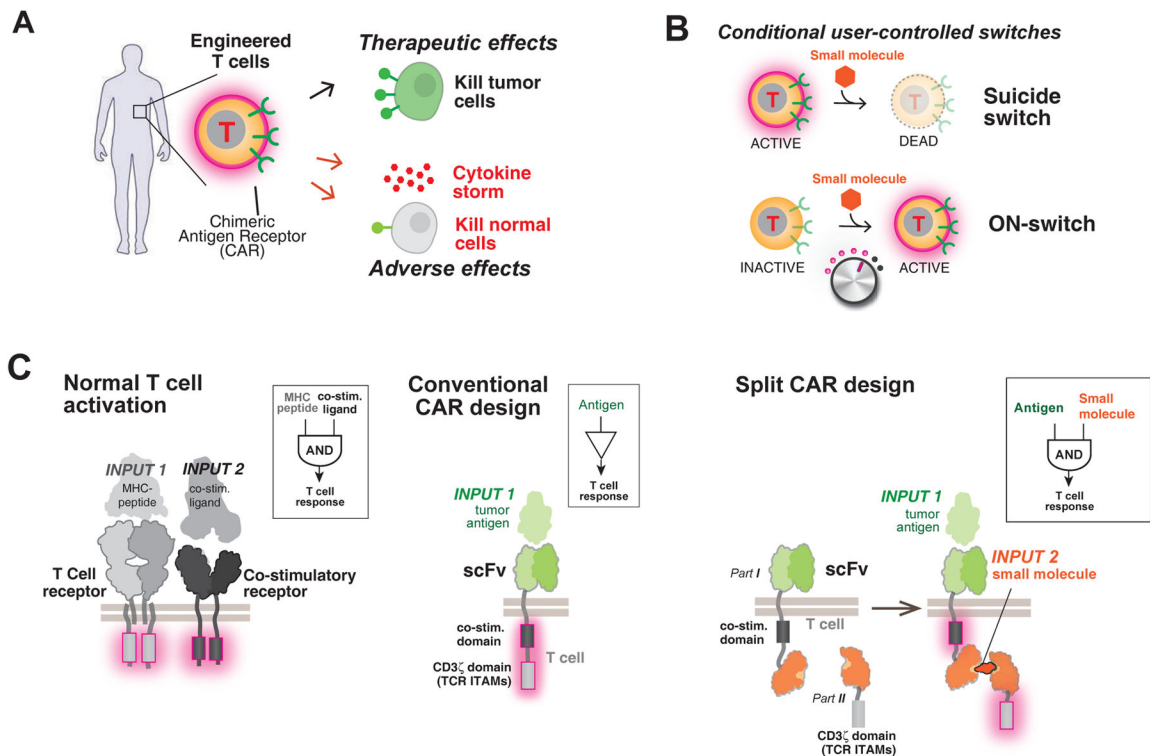 A
Engineered
T cells
T
Chimeric
Antigen Receptor
(CAR)
Therapeutic effects
Kill tumor
cells
Cytokine
storm
Kill normal
cells
Adverse effects
B
Conditional user-controlled switches
Small molecule
T
ACTIVE
T
DEAD
Suicide
switch
Small molecule
T
INACTIVE
T
ACTIVE
ON-switch
C
Normal T cell
activation
MHC
peptide
co-stim.
ligand
AND
T cell
response
INPUT 1
MHC-
peptide
INPUT 2
co-stim.
ligand
T Cell
receptor
Co-stimulatory
receptor
Conventional
CAR design
Antigen
T cell
response
INPUT 1
tumor
antigen
scFv
co-stim.
domain
T cell
CD3ζ domain
(TCR ITAMs)
Split CAR design
Antigen
Small
molecule
AND
T cell
response
Part I
scFv
T cell
co-stim.
domain
Part II
CD3ζ domain
(TCR ITAMs)
INPUT 1
tumor
antigen
INPUT 2
small molecule